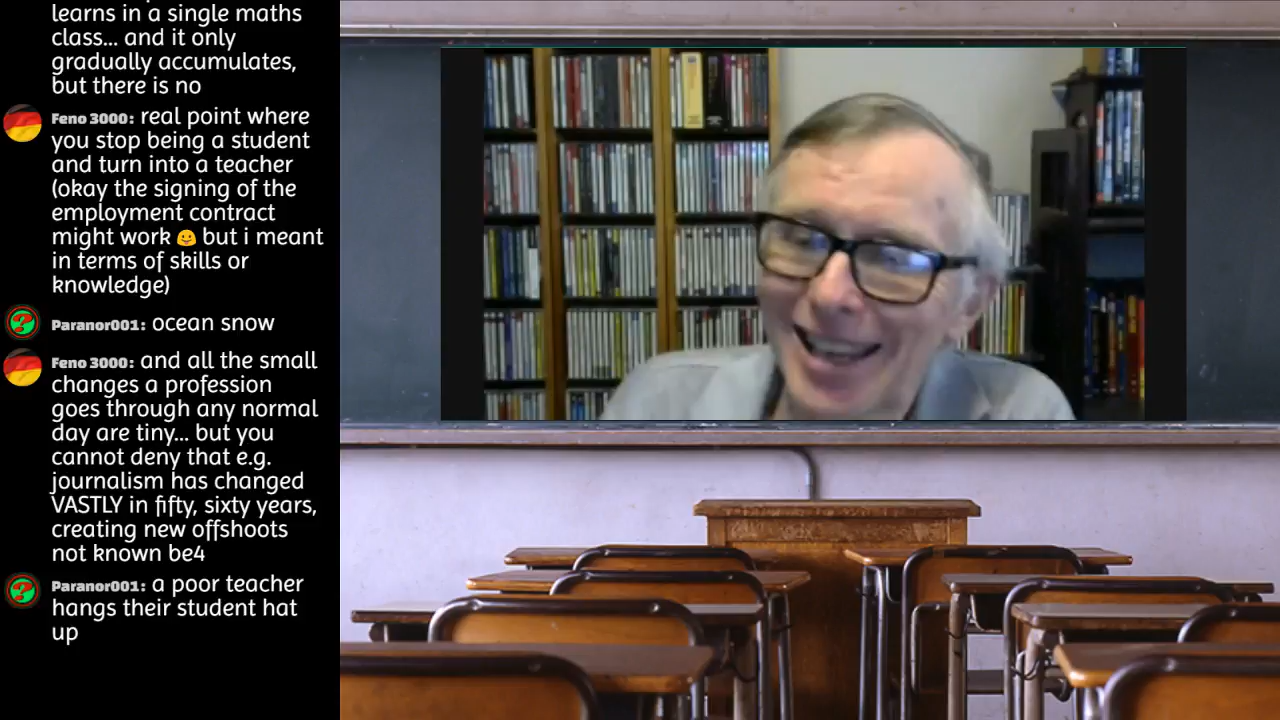 learns in a single maths
class... and it only
gradually accumulates,
but there is no
Feno 3000: real point where
you stop being a student
and turn into a teacher
(okay the signing of the
employment contract
might work 🙂 but i meant
in terms of skills or
knowledge)
Paranor001: ocean snow
Feno 3000: and all the small
changes a profession
goes through any normal
day are tiny... but you
cannot deny that e.g.
journalism has changed
VASTLY in fifty, sixty years,
creating new offshoots
not known be4
Paranor001: a poor teacher
hangs their student hat
up